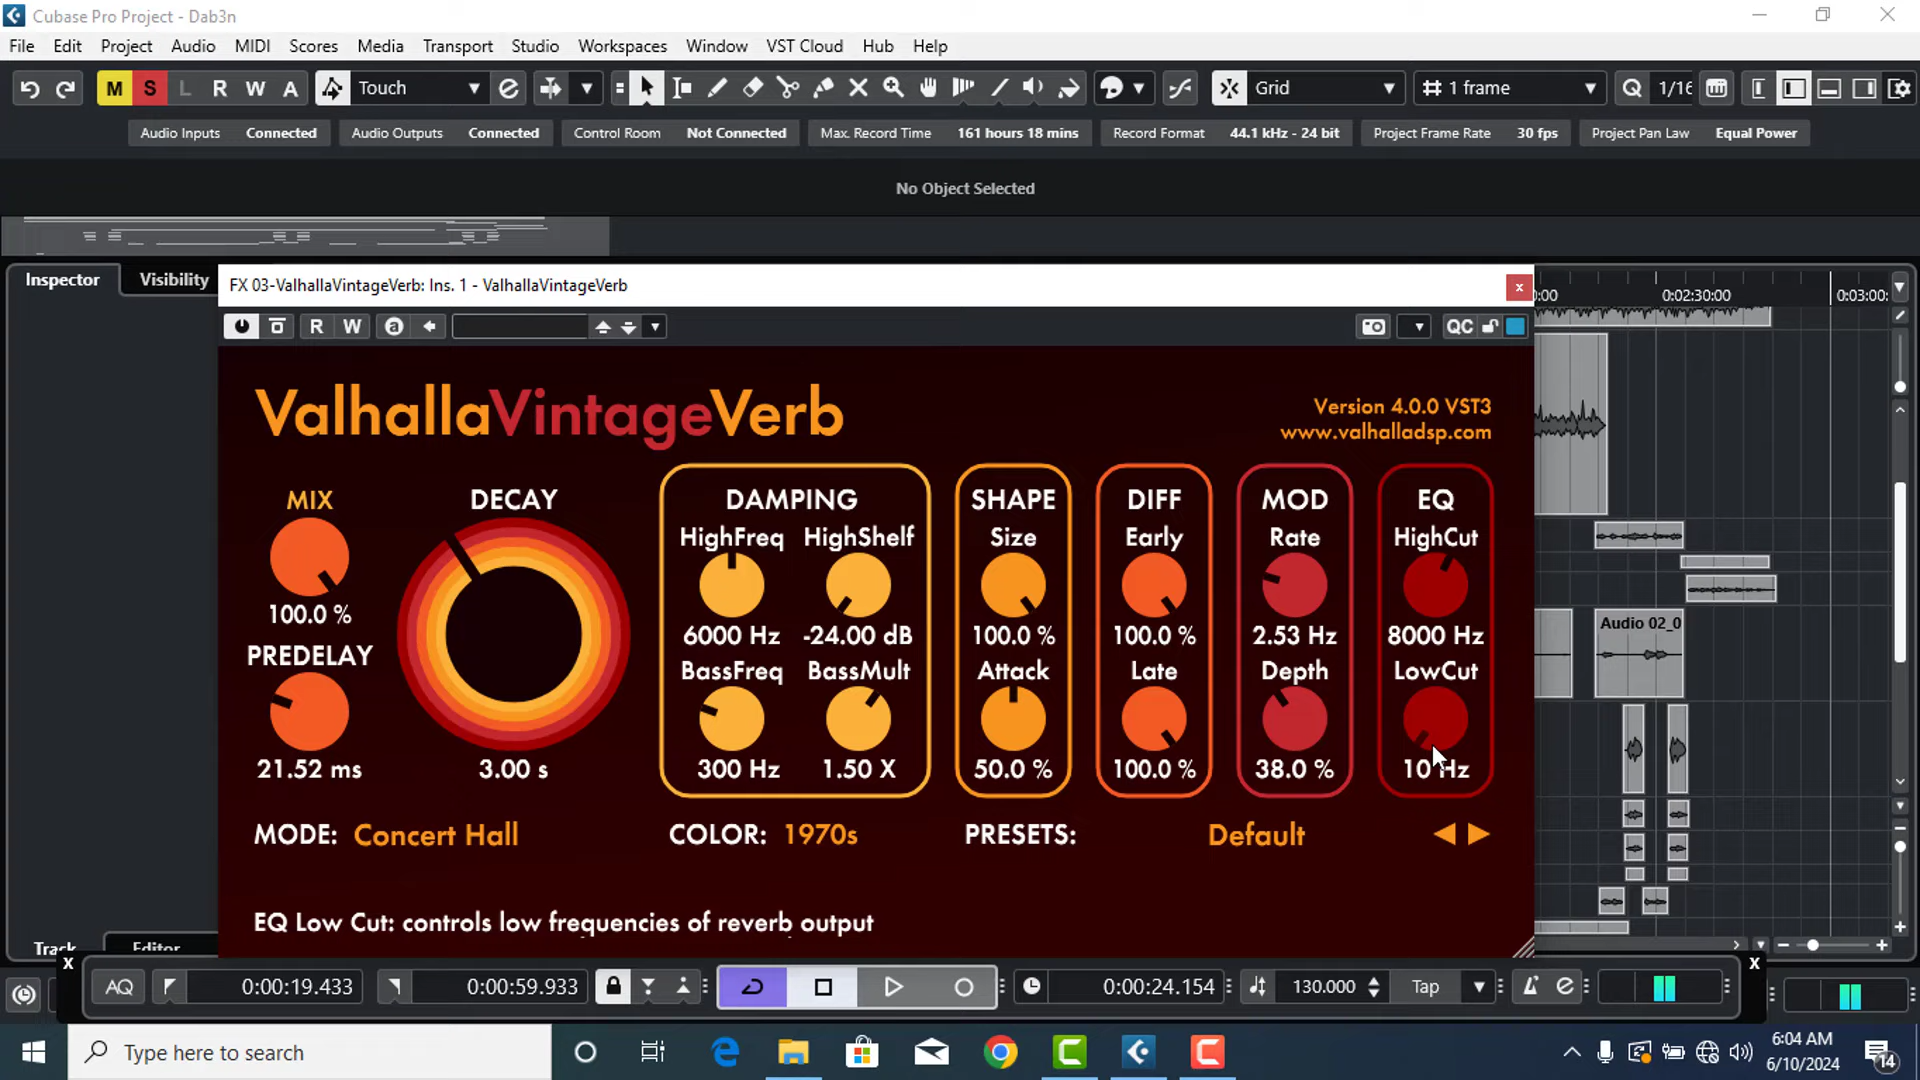 Cubase Pro Project - Dab3n
File Edit Project Audio MIDI Scores Media Transport Studio Workspaces Window VST Cloud Hub Help
M S L R W A Touch e Grid 1 frame Q 1/16
Audio Inputs Connected Audio Outputs Connected Control Room Not Connected Max. Record Time 161 hours 18 mins Record Format 44.1 kHz - 24 bit Project Frame Rate 30 fps Project Pan Law Equal Power
No Object Selected
Inspector Visibility
FX 03-ValhallaVintageVerb: Ins. 1 - ValhallaVintageVerb x
0:02:30:00 0:03:00:
R W a QC
ValhallaVintageVerb
Version 4.0.0 VST3
www.valhalladsp.com
MIX DECAY DAMPING SHAPE DIFF MOD EQ
HighFreq HighShelf Size Early Rate HighCut
100.0 % 6000 Hz -24.00 dB 100.0 % 100.0 % 2.53 Hz 8000 Hz
Audio 02_0
PREDELAY BassFreq BassMult Attack Late Depth LowCut
21.52 ms 3.00 s 300 Hz 1.50 X 50.0 % 100.0 % 38.0 % 10 Hz
MODE: Concert Hall COLOR: 1970s PRESETS: Default
EQ Low Cut: controls low frequencies of reverb output
Track Editor
x x
AQ 0:00:19.433 0:00:59.933 0:00:24.154 130.000 Tap e
Type here to search
6:04 AM
6/10/2024
14